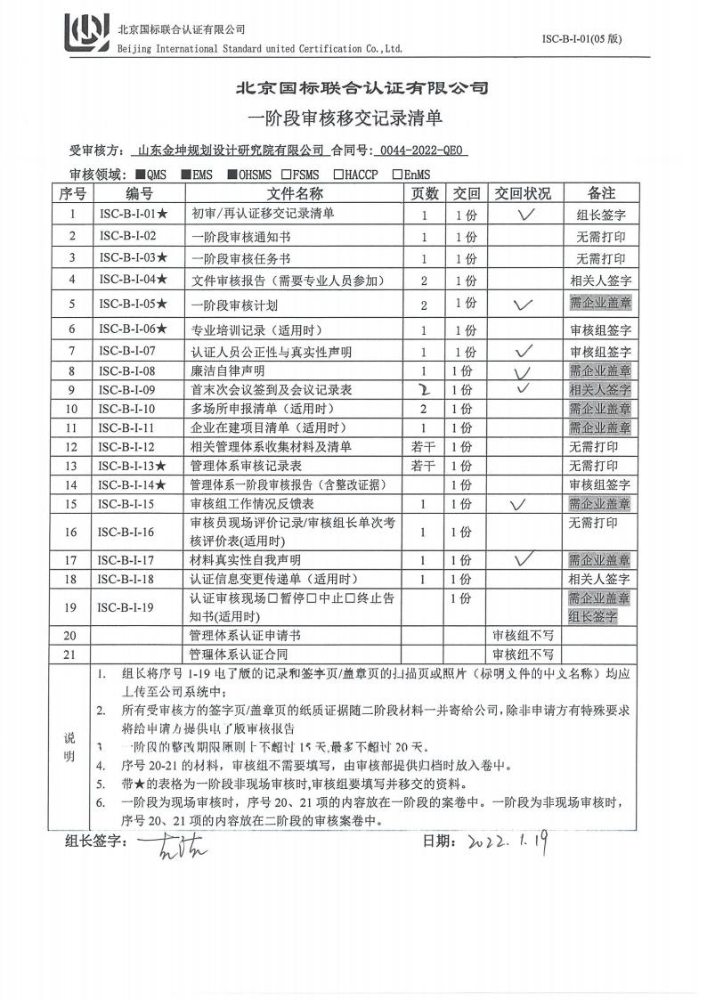 北京国标联合认证有限公司
Beijing International Standard united Certification Co.,Ltd.
ISC-B-I-01(05 版)
北京国标联合认证有限公司
一阶段审核移交记录清单
受审核方: 山东金坤规划设计研究院有限公司 合同号: 0044-2022-QEO
审核领域: ■QMS ■EMS ■OHSMS □FSMS □HACCP □EnMS
序号 编号 文件名称 页数 交回 交回状况 备注
1 ISC-B-I-01★ 初审/再认证移交记录清单 1 1 份 ✓ 组长签字
2 ISC-B-I-02 一阶段审核通知书 1 1 份 无需打印
3 ISC-B-I-03★ 一阶段审核任务书 1 1 份 无需打印
4 ISC-B-I-04★ 文件审核报告（需要专业人员参加） 2 1 份 相关人签字
5 ISC-B-I-05★ 一阶段审核计划 2 1 份 ✓ 需企业盖章
6 ISC-B-I-06★ 专业培训记录（适用时） 1 1 份 审核组签字
7 ISC-B-I-07 认证人员公正性与真实性声明 1 1 份 ✓ 审核组签字
8 ISC-B-I-08 廉洁自律声明 1 1 份 ✓ 需企业盖章
9 ISC-B-I-09 首末次会议签到及会议记录表 2 1 份 ✓ 相关人签字
10 ISC-B-I-10 多场所申报清单（适用时） 2 1 份 需企业盖章
11 ISC-B-I-11 企业在建项目清单（适用时） 1 1 份 需企业盖章
12 ISC-B-I-12 相关管理体系收集材料及清单 若干 1 份 无需打印
13 ISC-B-I-13★ 管理体系审核记录表 若干 1 份 无需打印
14 ISC-B-I-14★ 管理体系一阶段审核报告（含整改证据） 1 份 审核组签字
15 ISC-B-I-15 审核组工作情况反馈表 1 1 份 ✓ 需企业盖章
16 ISC-B-I-16 审核员现场评价记录/审核组长单次考 1 1 份 无需打印
核评价表(适用时)
17 ISC-B-I-17 材料真实性自我声明 1 1 份 ✓ 需企业盖章
18 ISC-B-I-18 认证信息变更传递单（适用时） 1 1 份 相关人签字
19 ISC-B-I-19 认证审核现场□暂停□中止□终止告 1 份 需企业盖章
知书(适用时) 组长签字
20 管理体系认证申请书 审核组不写
21 管理体系认证合同 审核组不写
说明
1. 组长将序号 1-19 电子版的记录和签字页/盖章页的扫描页或照片（标明文件的中文名称）均应
上传至公司系统中;
2. 所有受审核方的签字页/盖章页的纸质证据随二阶段材料一并寄给公司，除非申请方有特殊要求
将给申请方提供电子版审核报告
3 一阶段的整改期限原则上不超过 15 天,最多不超过 20 天。
4. 序号 20-21 的材料，审核组不需要填写，由审核部提供归档时放入卷中。
5. 带★的表格为一阶段非现场审核时,审核组要填写并移交的资料。
6. 一阶段为现场审核时，序号 20、21 项的内容放在一阶段的案卷中。一阶段为非现场审核时，
序号 20、21 项的内容放在二阶段的审核案卷中。
组长签字: 日期: 2022.1.19